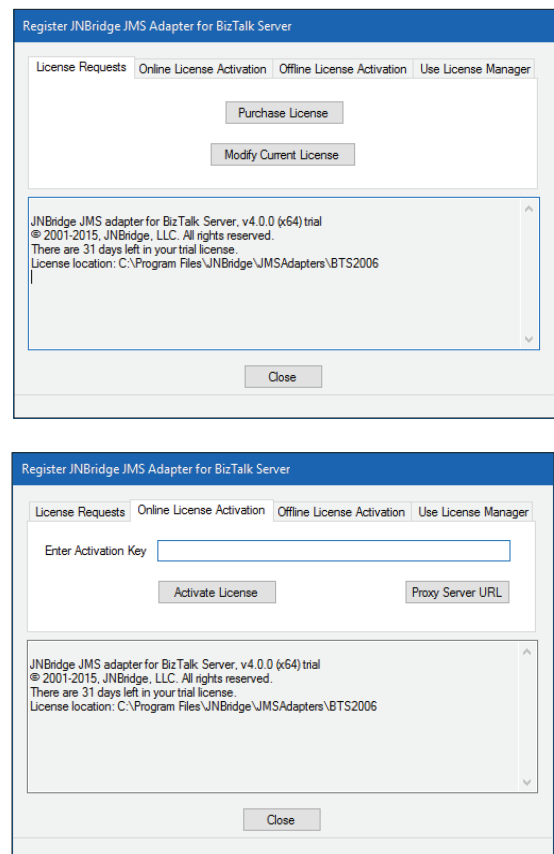 Register JNBridge JMS Adapter for BizTalk Server
License Requests Online License Activation Offline License Activation Use License Manager
Purchase License
Modify Current License
JNBridge JMS adapter for BizTalk Server, v4.0.0 (x64) trial
© 2001-2015, JNBridge, LLC. All rights reserved.
There are 31 days left in your trial license.
License location: C:\Program Files\JNBridge\JMSAdapters\BTS2006
Close
Register JNBridge JMS Adapter for BizTalk Server
License Requests Online License Activation Offline License Activation Use License Manager
Enter Activation Key
Activate License Proxy Server URL
JNBridge JMS adapter for BizTalk Server, v4.0.0 (x64) trial
© 2001-2015, JNBridge, LLC. All rights reserved.
There are 31 days left in your trial license.
License location: C:\Program Files\JNBridge\JMSAdapters\BTS2006
Close